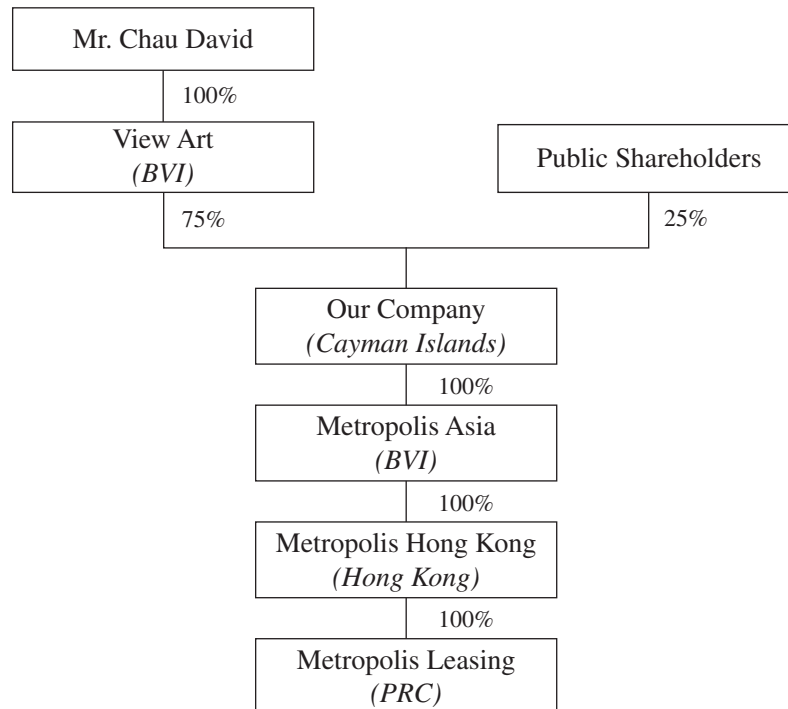 Mr. Chau David
100%
View Art
(BVI)
Public Shareholders
75%
25%
Our Company
(Cayman Islands)
100%
Metropolis Asia
(BVI)
100%
Metropolis Hong Kong
(Hong Kong)
100%
Metropolis Leasing
(PRC)